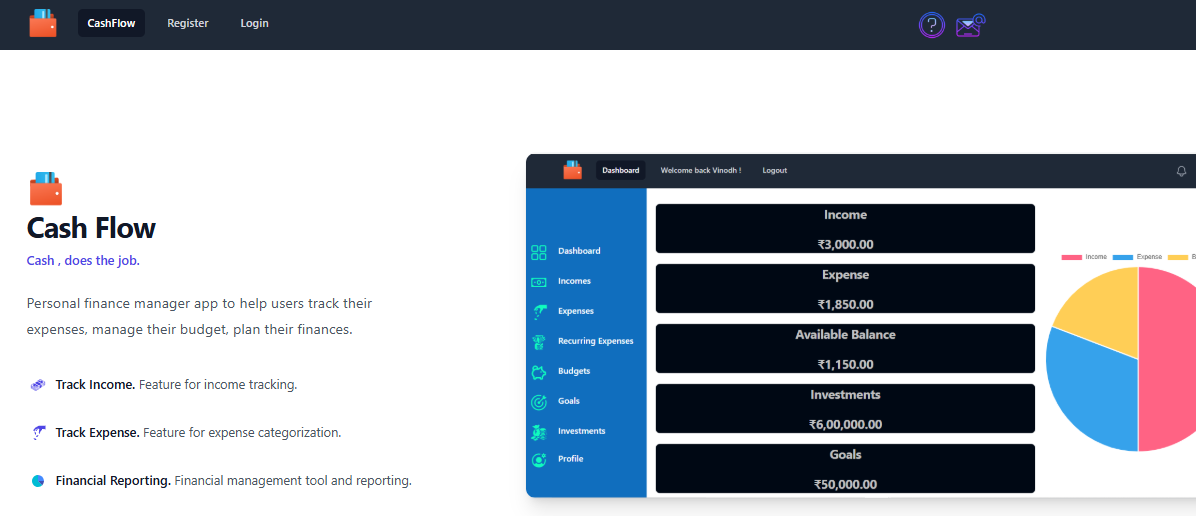 CashFlow Register Login
Cash Flow
Cash , does the job.
Personal finance manager app to help users track their
expenses, manage their budget, plan their finances.
Track Income. Feature for income tracking.
Track Expense. Feature for expense categorization.
Financial Reporting. Financial management tool and reporting.
Dashboard Welcome back Vinodh ! Logout
Dashboard
Incomes
Expenses
Recurring Expenses
Budgets
Goals
Investments
Profile
Income
₹3,000.00
Expense
₹1,850.00
Available Balance
₹1,150.00
Investments
₹6,00,000.00
Goals
₹50,000.00
Income Expense B